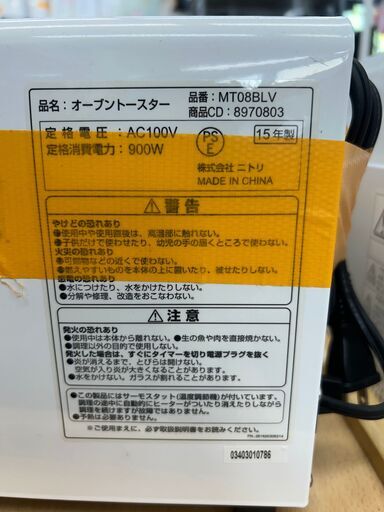 品名：オーブントースター
品番：MT08BLV
商品CD：8970803
定格電圧：AC100V
定格消費電力：900W
PS
E
15年製
株式会社 ニトリ
MADE IN CHINA
警告
やけどの恐れあり
●使用中や使用直後は、高温部に触れない。
●子供だけで使わせたり、幼児の手の届くところで使わない。
火災の恐れあり
●可燃物などの近くで使わない。
●燃えやすいものを本体の上に置いたり、被せたりしない。
感電の恐れあり
●水につけたり、水をかけたりしない。
●分解や修理、改造をおこなわない。
注意
発火の恐れあり
●使用中は本体から離れない。●生の魚や肉を直接焼かない。
●調理以外の目的で使用しない。
発火した場合は、すぐにタイマーを切り電源プラグを抜く
●炎が消えるまで、とびらは開けない。
空気が入り炎が大きくなることがあります。
●水をかけない。ガラスが割れることがあります。
●この製品にはサーモスタット(温度調節機)が付いています。
調理の途中に自動的にヒーターがついたり消えたりしながら
調理を続けますが故障ではありません。
●予熱は必要ありません。
ご使用まえに、必ず取扱説明書をお読みください。
03403010786